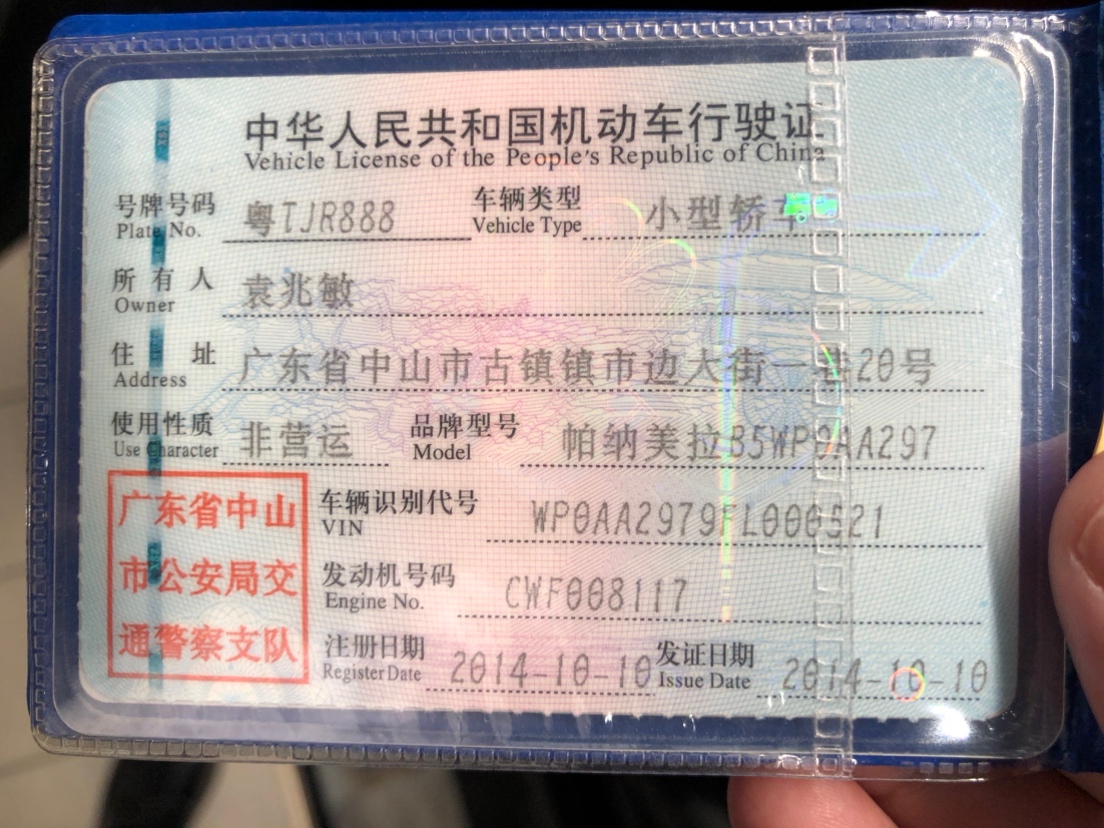 中华人民共和国机动车行驶证
Vehicle License of the People's Republic of China
号牌号码 粤TJR888 车辆类型 小型轿车
Plate No. Vehicle Type
所有人 袁兆敏
Owner
住址 广东省中山市古镇镇市边大街一巷20号
Address
使用性质 非营运 品牌型号 帕纳美拉B5WP0AA297
Use Character Model
广东省中山 车辆识别代号 WP0AA2979FL000521
VIN
市公安局交 发动机号码 CWF008117
Engine No.
通警察支队 注册日期 2014-10-10 发证日期 2014-10-10
Register Date Issue Date